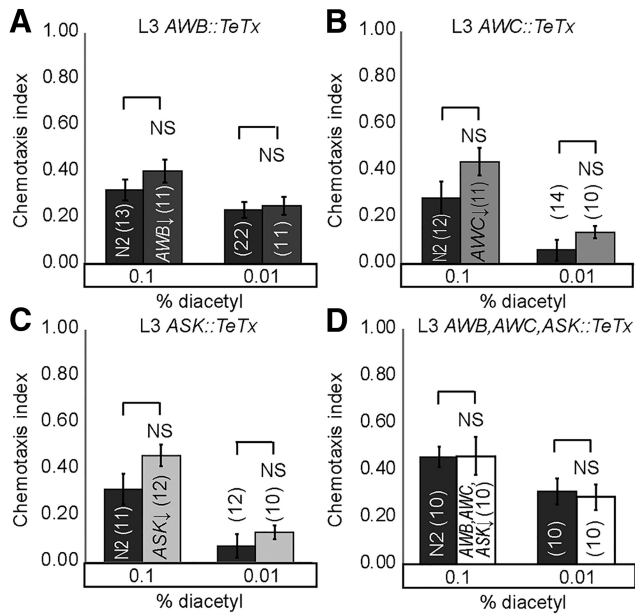 A
L3 AWB::TeTx
Chemotaxis index
1.00
0.80
0.60
0.40
0.20
0.00
NS
NS
N2 (13)
AWB↓ (11)
(22)
(11)
0.1
0.01
% diacetyl
B
L3 AWC::TeTx
Chemotaxis index
1.00
0.80
0.60
0.40
0.20
0.00
NS
NS
N2 (12)
AWC↓(11)
(14)
(10)
0.1
0.01
% diacetyl
C
L3 ASK::TeTx
Chemotaxis index
1.00
0.80
0.60
0.40
0.20
0.00
NS
NS
N2 (11)
ASK↓ (12)
(12)
(10)
0.1
0.01
% diacetyl
D
L3 AWB,AWC,ASK::TeTx
Chemotaxis index
1.00
0.80
0.60
0.40
0.20
0.00
NS
NS
N2 (10)
AWB,AWC,
ASK↓ (10)
(10)
(10)
0.1
0.01
% diacetyl